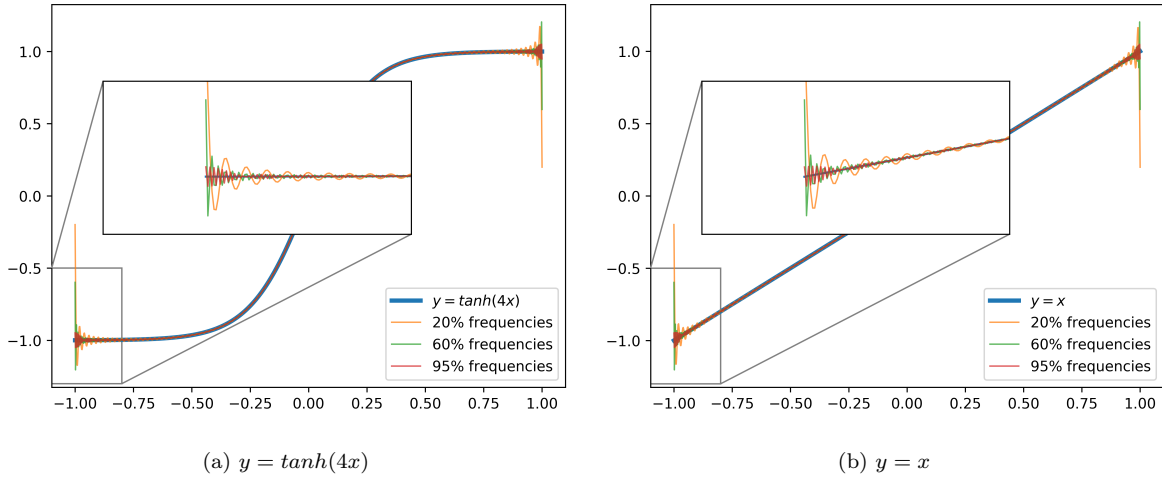 1.0
0.5
0.0
−0.5
−1.0
−1.00 −0.75 −0.50 −0.25 0.00 0.25 0.50 0.75 1.00
y = tanh(4x)
20% frequencies
60% frequencies
95% frequencies
(a) y = tanh(4x)
1.0
0.5
0.0
−0.5
−1.0
−1.00 −0.75 −0.50 −0.25 0.00 0.25 0.50 0.75 1.00
y = x
20% frequencies
60% frequencies
95% frequencies
(b) y = x